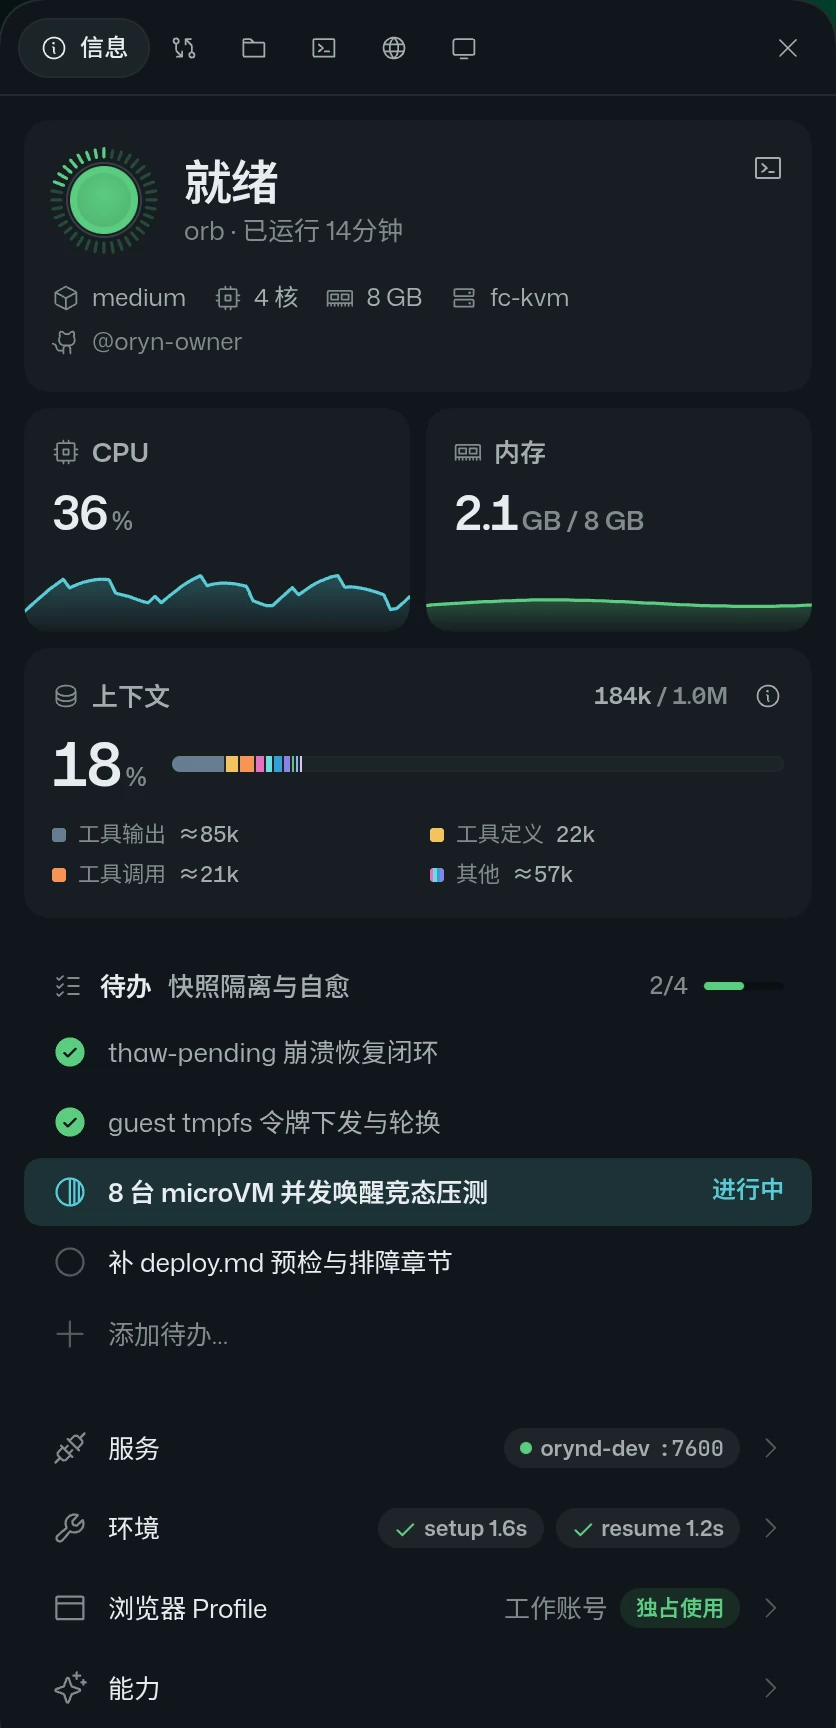 信息
就绪
orb · 已运行 14分钟
medium 4 核 8 GB fc-kvm
@oryn-owner
CPU
36%
内存
2.1GB / 8 GB
上下文 184k / 1.0M
18%
工具输出 ≈85k 工具定义 22k
工具调用 ≈21k 其他 ≈57k
待办 快照隔离与自愈 2/4
thaw-pending 崩溃恢复闭环
guest tmpfs 令牌下发与轮换
8 台 microVM 并发唤醒竞态压测 进行中
补 deploy.md 预检与排障章节
添加待办...
服务 orynd-dev :7600
环境 setup 1.6s resume 1.2s
浏览器 Profile 工作账号 独占使用
能力